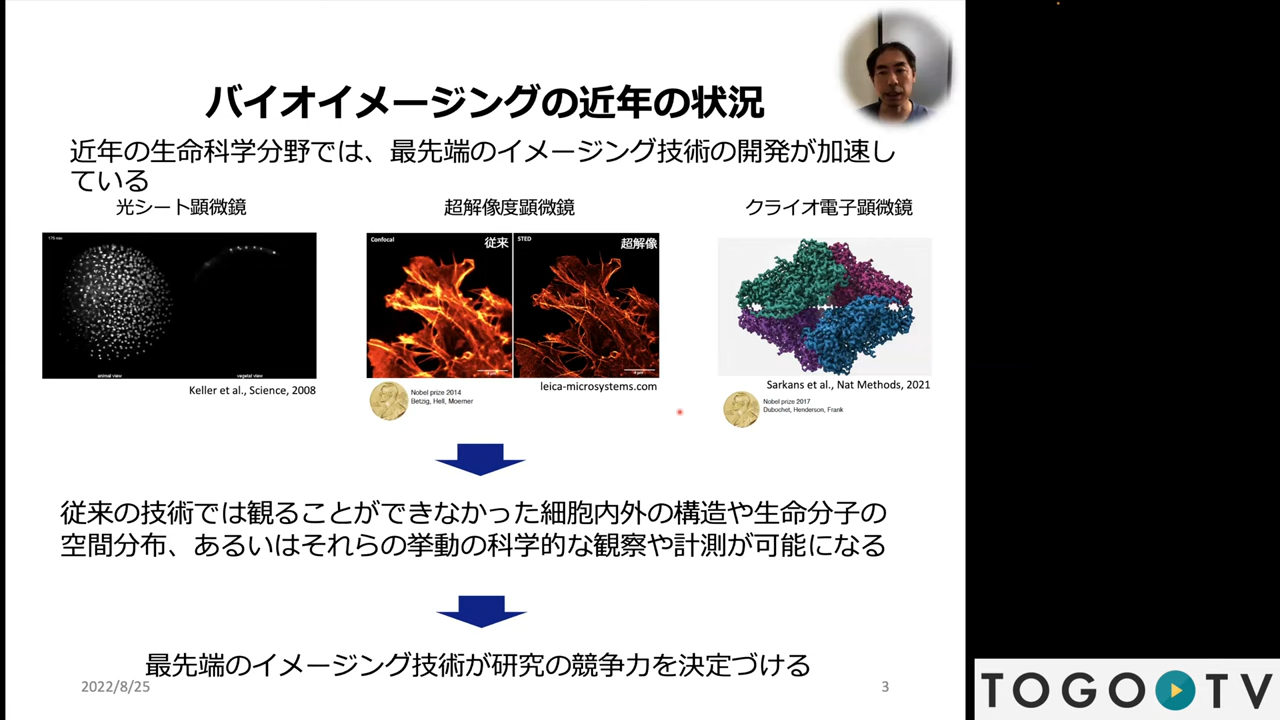 バイオイメージングの近年の状況
近年の生命科学分野では、最先端のイメージング技術の開発が加速し
ている
光シート顕微鏡
超解像度顕微鏡
クライオ電子顕微鏡
170 min
animal view
vegetal view
Keller et al., Science, 2008
Confocal
従来
STED
超解像
leica-microsystems.com
Nobel prize 2014
Betzig, Hell, Moerner
Sarkans et al., Nat Methods, 2021
Nobel prize 2017
Dubochet, Henderson, Frank
従来の技術では観ることができなかった細胞内外の構造や生命分子の
空間分布、あるいはそれらの挙動の科学的な観察や計測が可能になる
最先端のイメージング技術が研究の競争力を決定づける
2022/8/25
3
TOGO TV